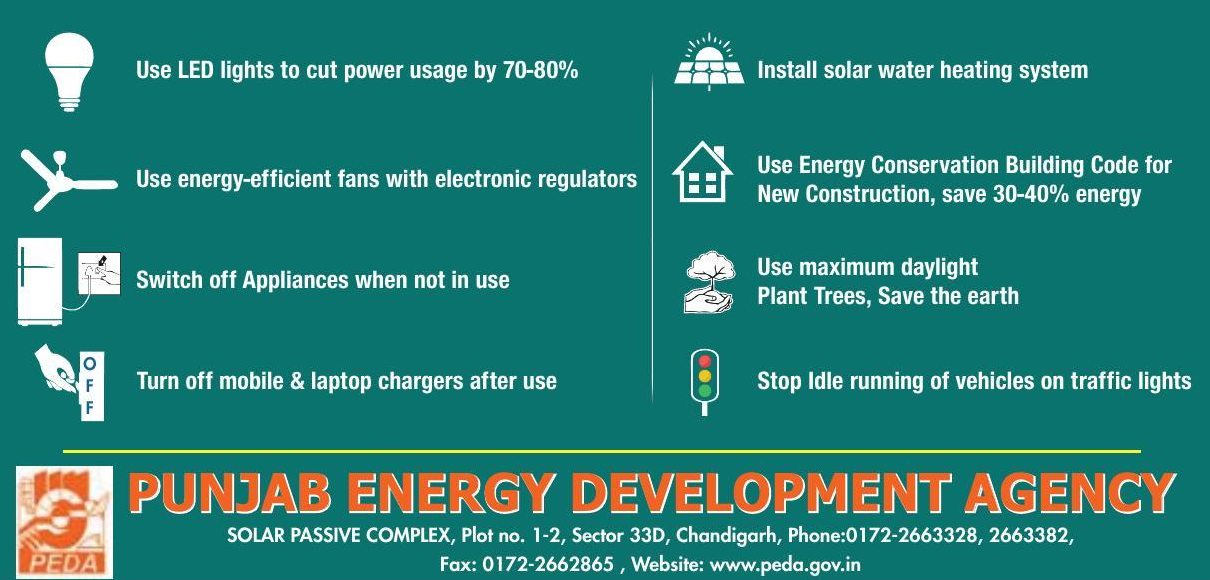 Use LED lights to cut power usage by 70-80%
Use energy-efficient fans with electronic regulators
Switch off Appliances when not in use
OFF
Turn off mobile & laptop chargers after use
Install solar water heating system
Use Energy Conservation Building Code for
New Construction, save 30-40% energy
Use maximum daylight
Plant Trees, Save the earth
Stop Idle running of vehicles on traffic lights
PEDA
PUNJAB ENERGY DEVELOPMENT AGENCY
SOLAR PASSIVE COMPLEX, Plot no. 1-2, Sector 33D, Chandigarh, Phone:0172-2663328, 2663382,
Fax: 0172-2662865 , Website: www.peda.gov.in